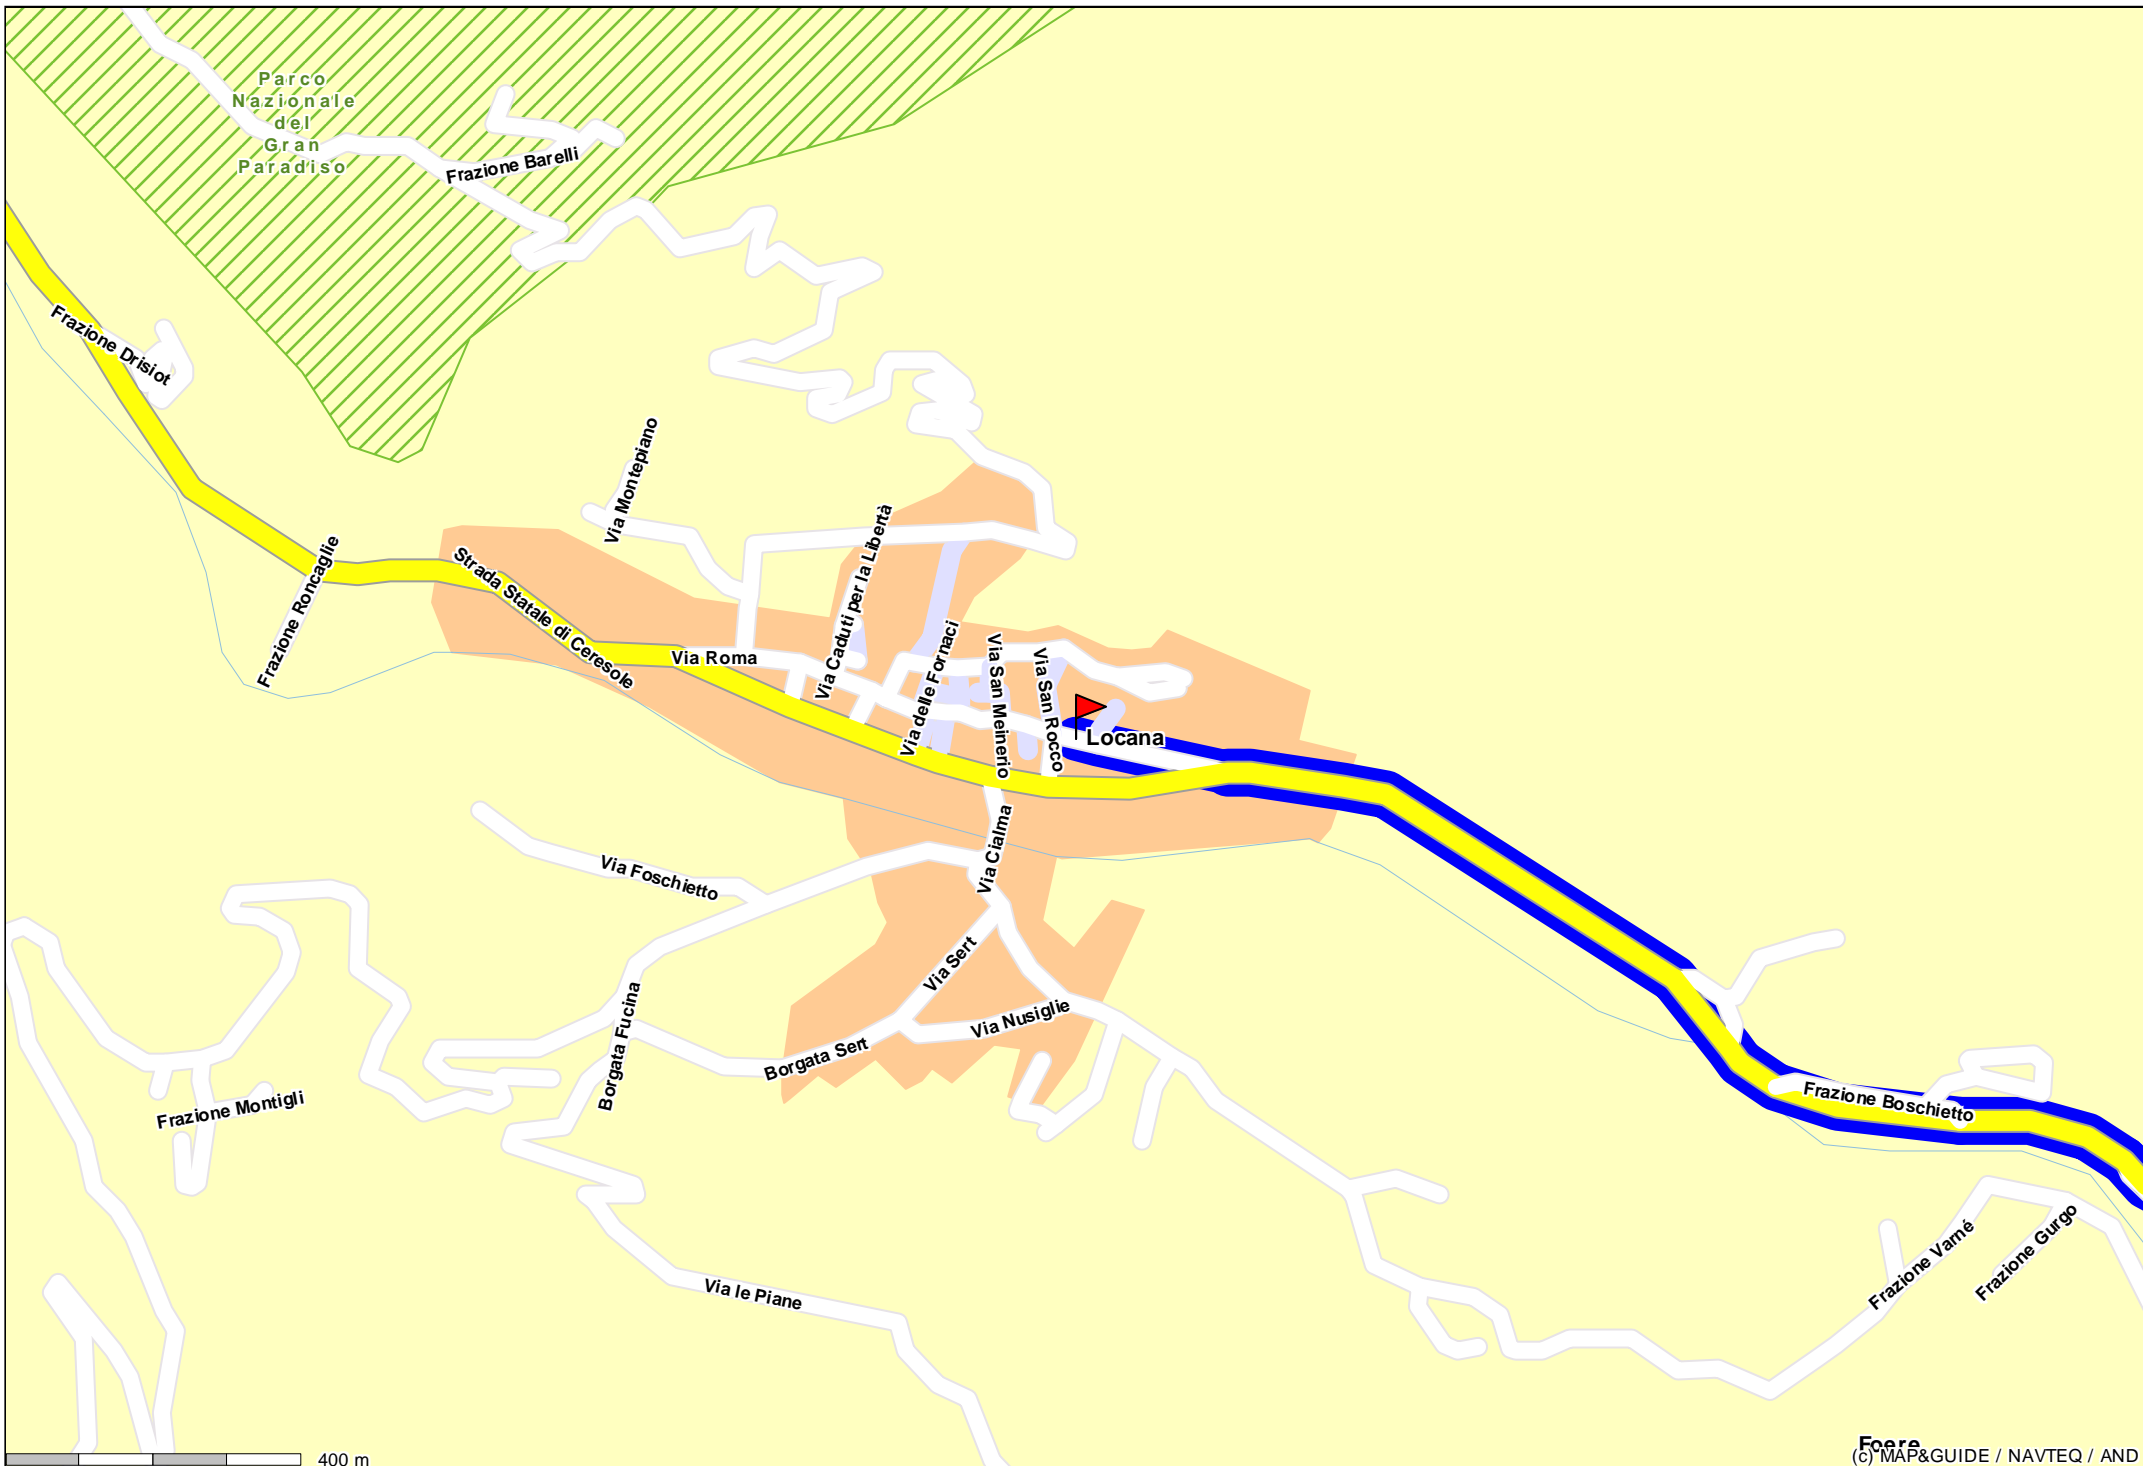 Parco
Nazionale
del
Gran
Paradiso
Frazione Barelli
Frazione Drisiot
Via Montepiano
Frazione Roncaglie
Strada Statale di Ceresole
Via Roma
Via Caduti per la Libertà
Via delle Fornaci
Via San Meinerio
Via San Rocco
Locana
Via Cialma
Via Foschietto
Via Sert
Via Nusiglie
Borgata Sert
Borgata Fucina
Frazione Montigli
Frazione Boschietto
Via le Piane
Frazione Varné
Frazione Gurgo
Foere
400 m
(c) MAP&GUIDE / NAVTEQ / AND